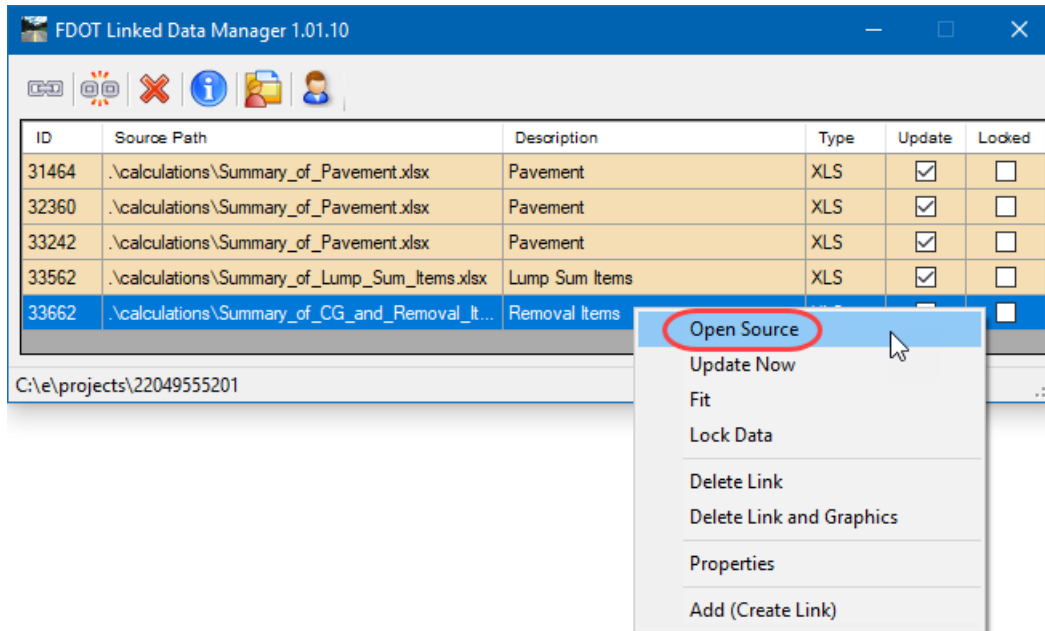 FDOT Linked Data Manager 1.01.10
ID Source Path Description Type Update Locked
31464 .\calculations\Summary_of_Pavement.xlsx Pavement XLS
32360 .\calculations\Summary_of_Pavement.xlsx Pavement XLS
33242 .\calculations\Summary_of_Pavement.xlsx Pavement XLS
33562 .\calculations\Summary_of_Lump_Sum_Items.xlsx Lump Sum Items XLS
33662 .\calculations\Summary_of_CG_and_Removal_It... Removal Items
Open Source
Update Now
C:\e\projects\22049555201
Fit
Lock Data
Delete Link
Delete Link and Graphics
Properties
Add (Create Link)